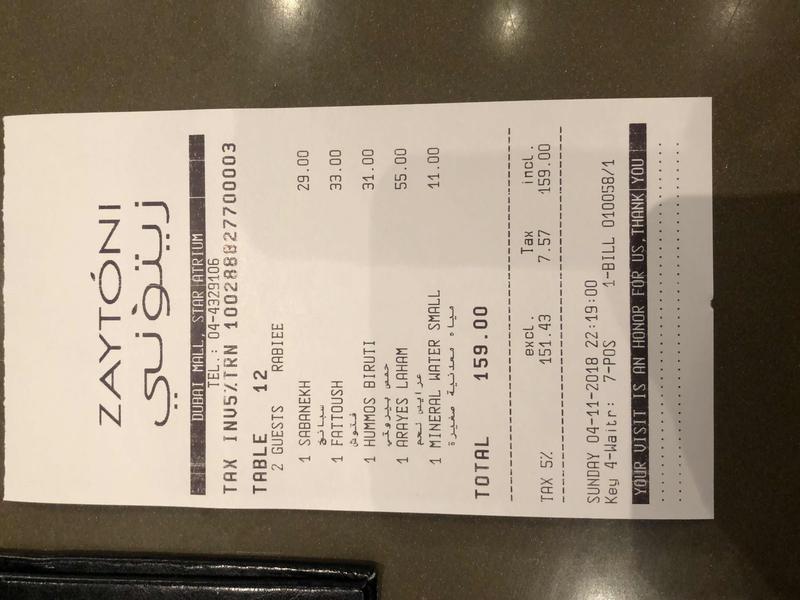 ZAYTÓNI
زيتوني
DUBAI MALL, STAR ATRIUM
TEL.: 04-4329106
TAX INV5%TRN 100288827700003
TABLE 12
2 GUESTS RABIEE
1 SABANEKH 29.00
سبانخ
1 FATTOUSH 33.00
فتوش
1 HUMMOS BIRUTI 31.00
حمص بيروتي
1 ARAYES LAHAM 55.00
عرايس لحم
1 MINERAL WATER SMALL 11.00
مياه معدنية صغيرة
TOTAL 159.00
excl. Tax incl.
TAX 5% 151.43 7.57 159.00
SUNDAY 04-11-2018 22:19:00
Key 4-Waitr: 7-POS 1-BILL 010058/1
YOUR VISIT IS AN HONOR FOR US,THANK YOU